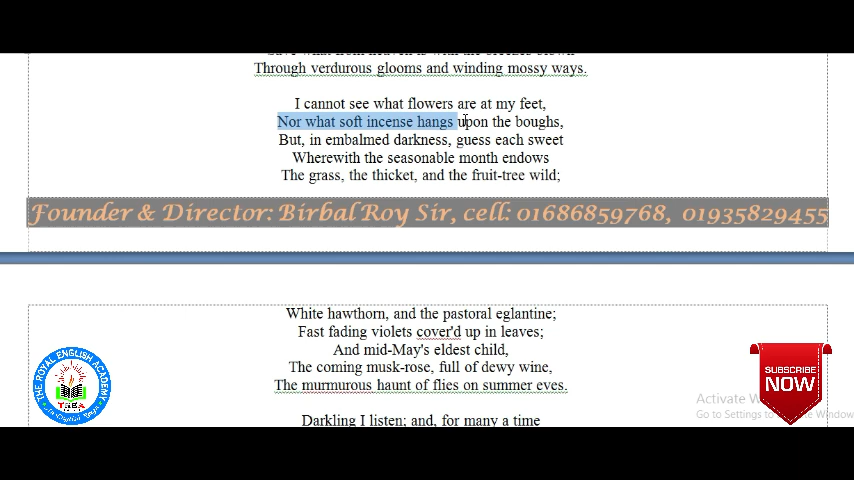 Through verdurous glooms and winding mossy ways.
I cannot see what flowers are at my feet,
Nor what soft incense hangs upon the boughs,
But, in embalmed darkness, guess each sweet
Wherewith the seasonable month endows
The grass, the thicket, and the fruit-tree wild;
Founder & Director: Birbal Roy Sir, cell: 01686859768, 01935829455
White hawthorn, and the pastoral eglantine;
Fast fading violets cover'd up in leaves;
And mid-May's eldest child,
The coming musk-rose, full of dewy wine,
The murmurous haunt of flies on summer eves.
THE ROYAL ENGLISH ACADEMY
SUBSCRIBE
NOW
Activate W
Go to Settings to Window
Darkling I listen; and, for many a time